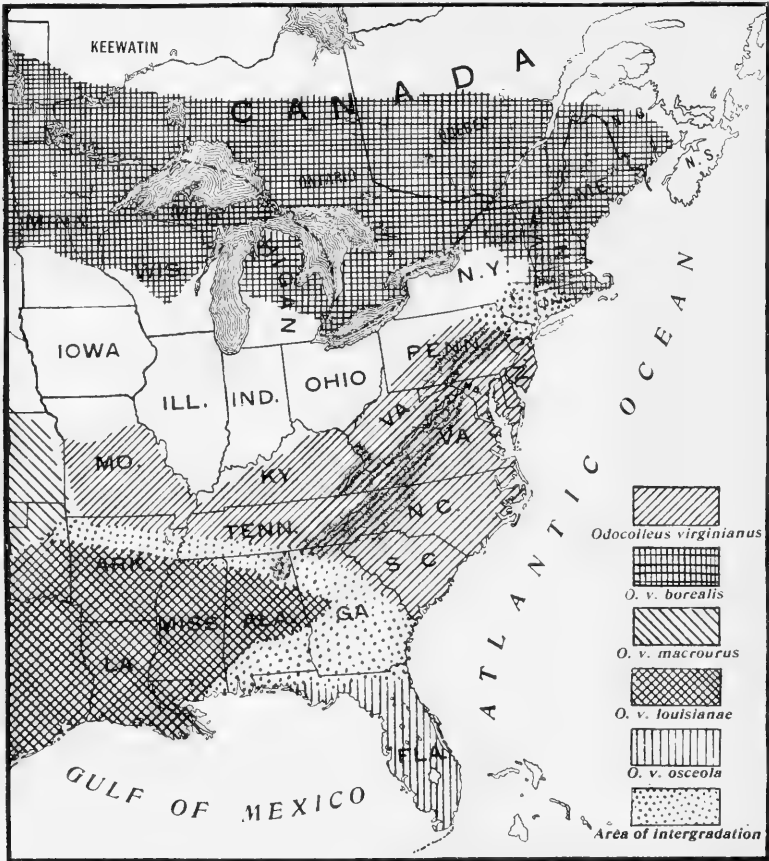 KEEWATIN
CANADA
QUEBEC
ONTARIO
N B
N.S.
ME
MINN
MICHIGAN
WIS.
N.Y.
V
N
PENN.
IOWA
ILL.
IND.
OHIO
VA.
VA
MO.
KY
TENN.
N.C.
S C
ARK.
MISS
ALA
GA
LA
FLA
ATLANTIC OCEAN
GULF OF MEXICO
Odocoileus virginianus
O. v. borealis
O. v. macrourus
O. v. louisianae
O. v. osceola
Area of intergradation